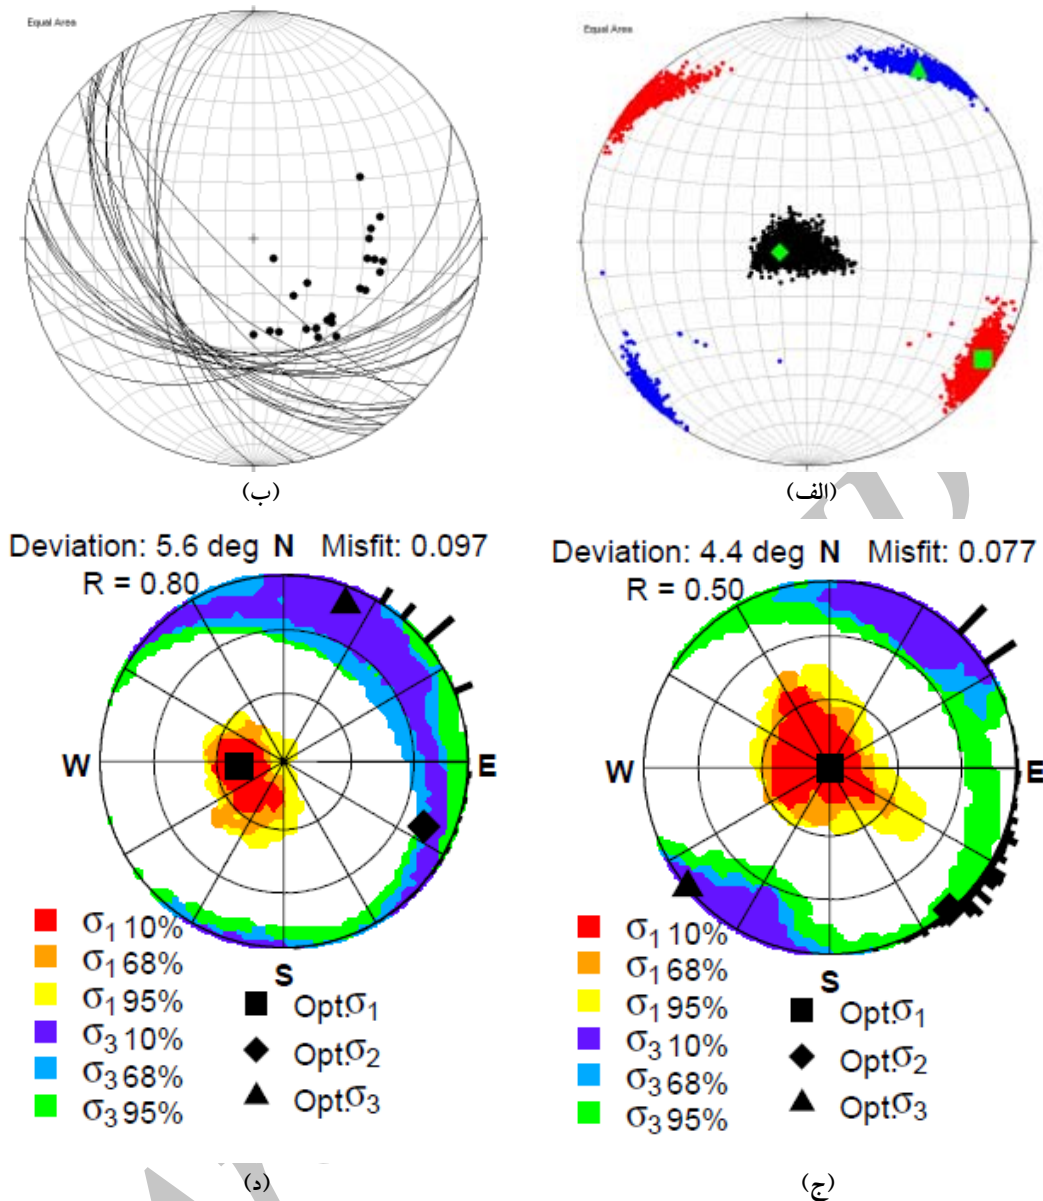 Equal Area
Equal Area
(ب)
(الف)
Deviation: 5.6 deg N Misfit: 0.097
R = 0.80
W
E
S
σ1 10%
σ1 68%
σ1 95%
σ3 10%
σ3 68%
σ3 95%
Opt.σ1
Opt.σ2
Opt.σ3
(د)
Deviation: 4.4 deg N Misfit: 0.077
R = 0.50
W
E
S
σ1 10%
σ1 68%
σ1 95%
σ3 10%
σ3 68%
σ3 95%
Opt.σ1
Opt.σ2
Opt.σ3
(ج)